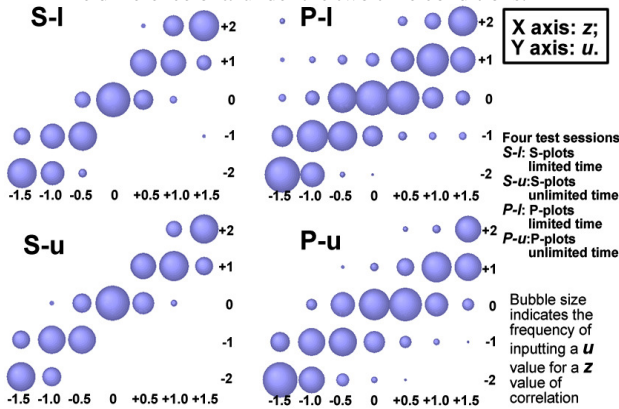 S-l
P-l
X axis: z;
Y axis: u.
+2
+2
+1
+1
0
0
-1
-1
-2
-2
-1.5 -1.0 -0.5 0 +0.5 +1.0 +1.5
-1.5 -1.0 -0.5 0 +0.5 +1.0 +1.5
Four test sessions
S-l: S-plots
limited time
S-u:S-plots
unlimited time
P-l: P-plots
limited time
P-u:P-plots
unlimited time
S-u
P-u
+2
+2
+1
+1
0
0
-1
-1
-2
-2
-1.5 -1.0 -0.5 0 +0.5 +1.0 +1.5
-1.5 -1.0 -0.5 0 +0.5 +1.0 +1.5
Bubble size
indicates the
frequency of
inputting a u
value for a z
value of
correlation